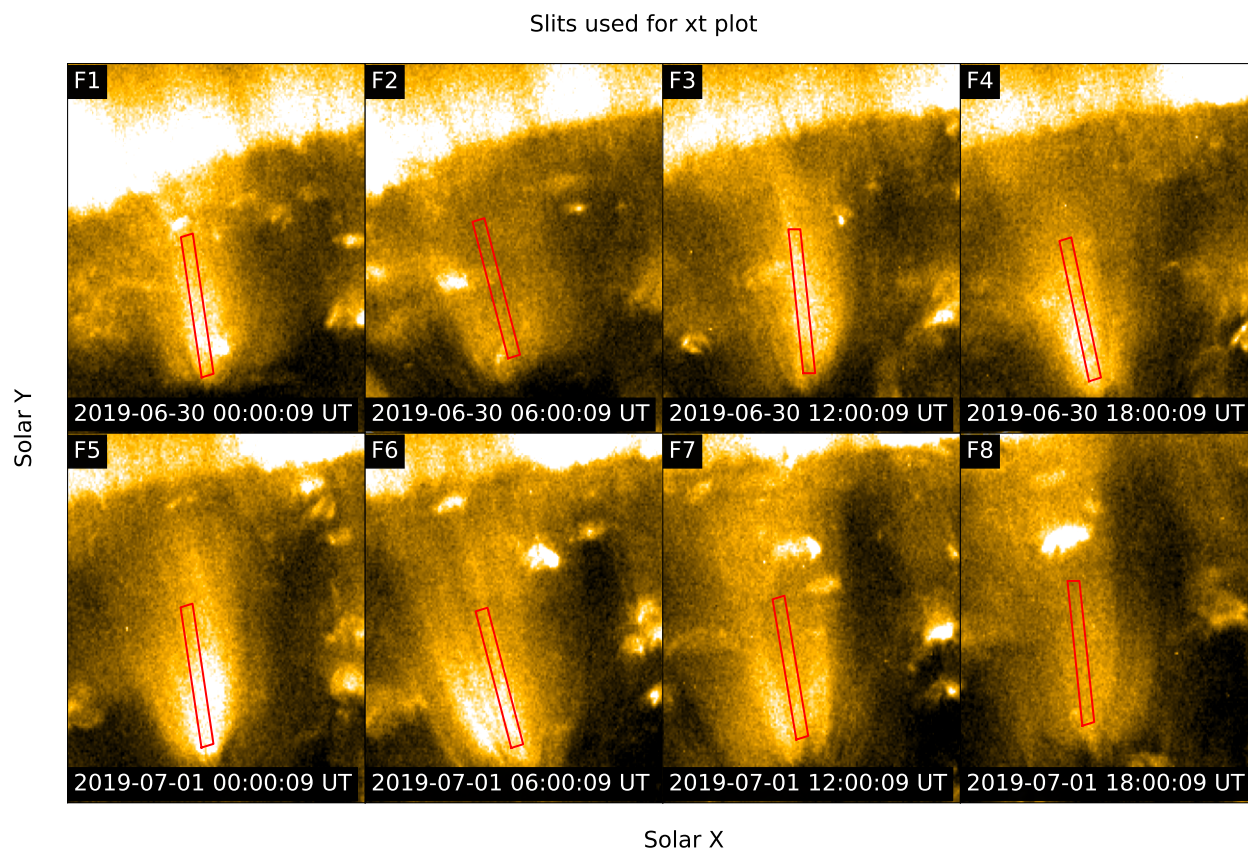 Slits used for xt plot
F1
F2
F3
F4
2019-06-30 00:00:09 UT
2019-06-30 06:00:09 UT
2019-06-30 12:00:09 UT
2019-06-30 18:00:09 UT
Solar Y
F5
F6
F7
F8
2019-07-01 00:00:09 UT
2019-07-01 06:00:09 UT
2019-07-01 12:00:09 UT
2019-07-01 18:00:09 UT
Solar X